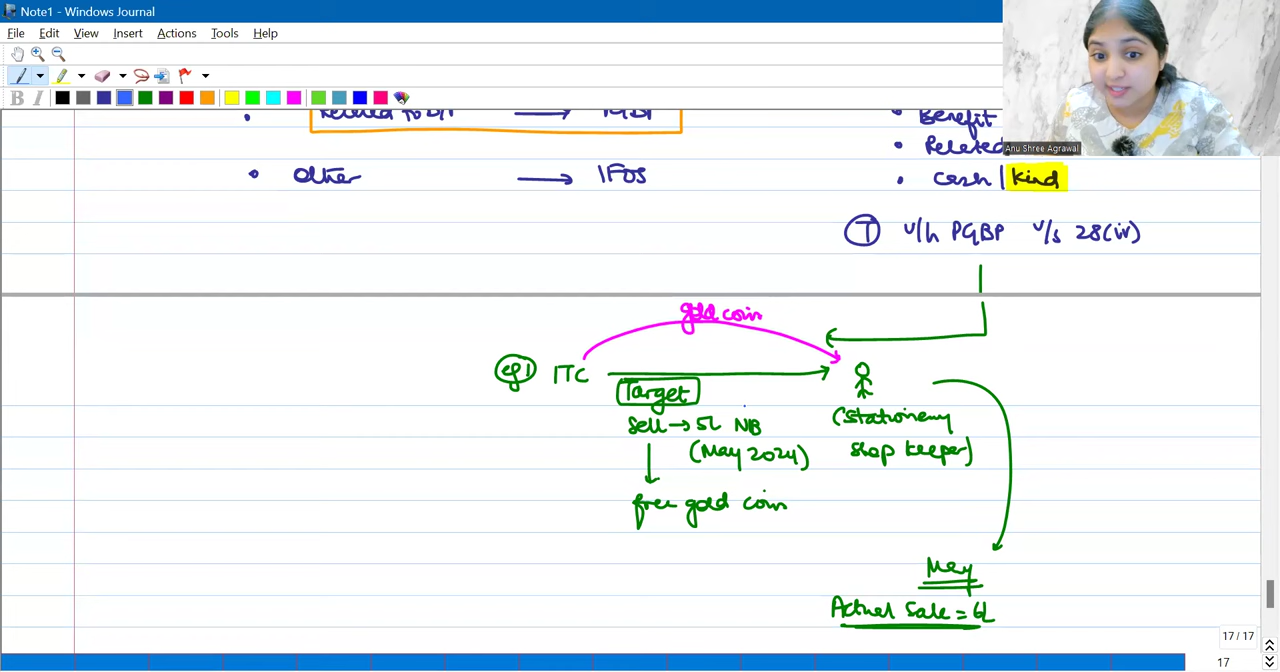 Note1 - Windows Journal
File Edit View Insert Actions Tools Help
B I
Anu Shree Agrawal
Related to B/P → PGBP
• Other → IFOS
• Benefit
• Related
• Cash | Kind
T u/h PGBP u/s 28(iv)
gold coin
eg1 ITC
Target
Sell → 5L NB
(May 2024)
free gold coin
(Stationery
shop keeper)
May
Actual Sale = 6L
17 / 17
17